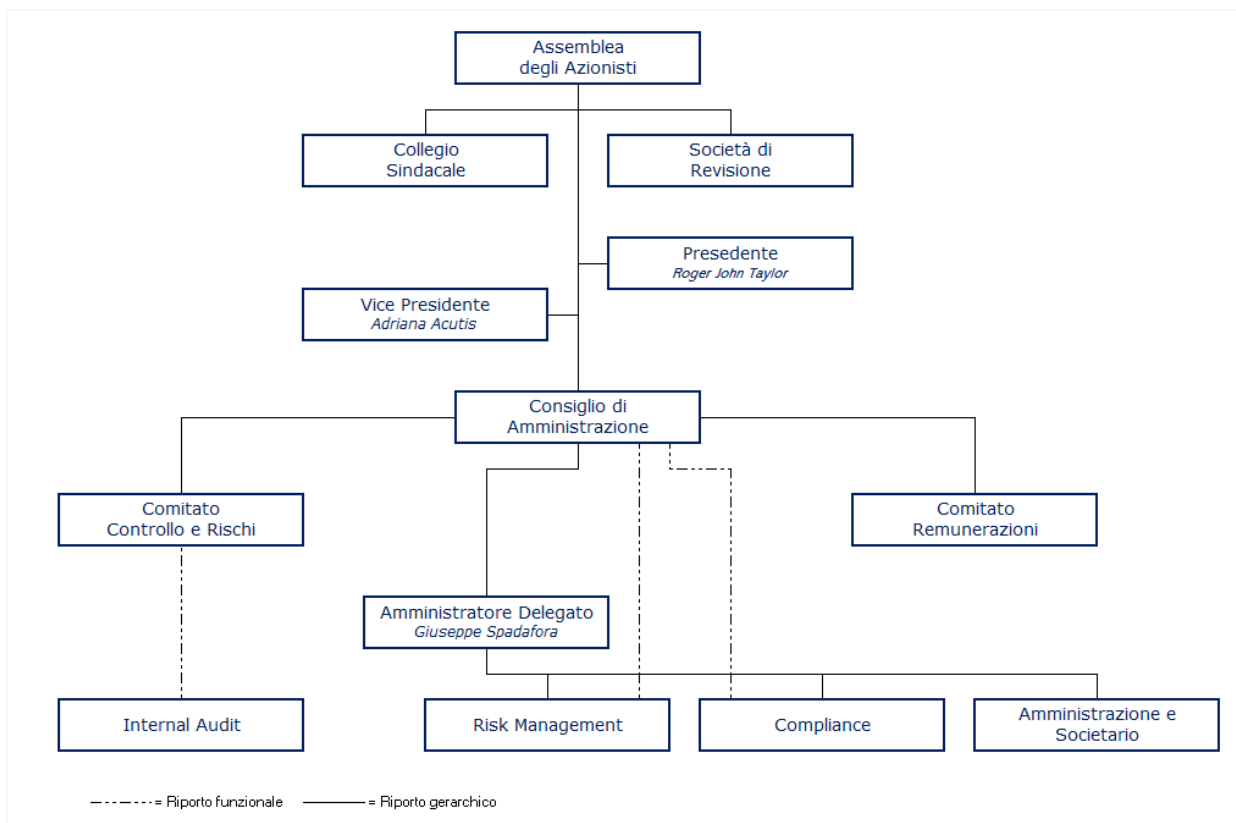 Assemblea
degli Azionisti
Collegio
Sindacale
Società di
Revisione
Presedente
Roger John Taylor
Vice Presidente
Adriana Acutis
Consiglio di
Amministrazione
Comitato
Controllo e Rischi
Comitato
Remunerazioni
Amministratore Delegato
Giuseppe Spadafora
Internal Audit
Risk Management
Compliance
Amministrazione e
Societario
= Riporto funzionale
= Riporto gerarchico